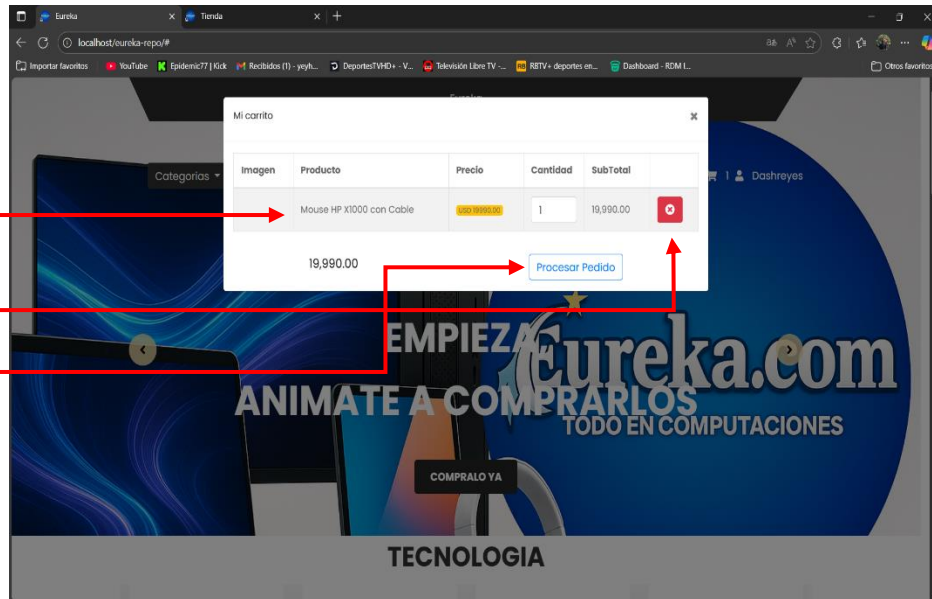 Eureka
Tienda
localhost/eureka-repo/#
Importar favoritos
YouTube
Epidemic77 | Kick
Recibidos (1) - yeyh...
DeportesTVHD+ - V...
Televisión Libre TV -...
RBTV+ deportes en...
Dashboard - RDM I...
Otros favoritos
Mi carrito
Categorias
1
Dashreyes
Imagen
Producto
Precio
Cantidad
SubTotal
Mouse HP X1000 con Cable
USD 19990.00
1
19,990.00
19,990.00
Procesar Pedido
EMPIEZA
ANIMATE A COMPRARLOS
Eureka.com
TODO EN COMPUTACIONES
COMPRALO YA
TECNOLOGIA